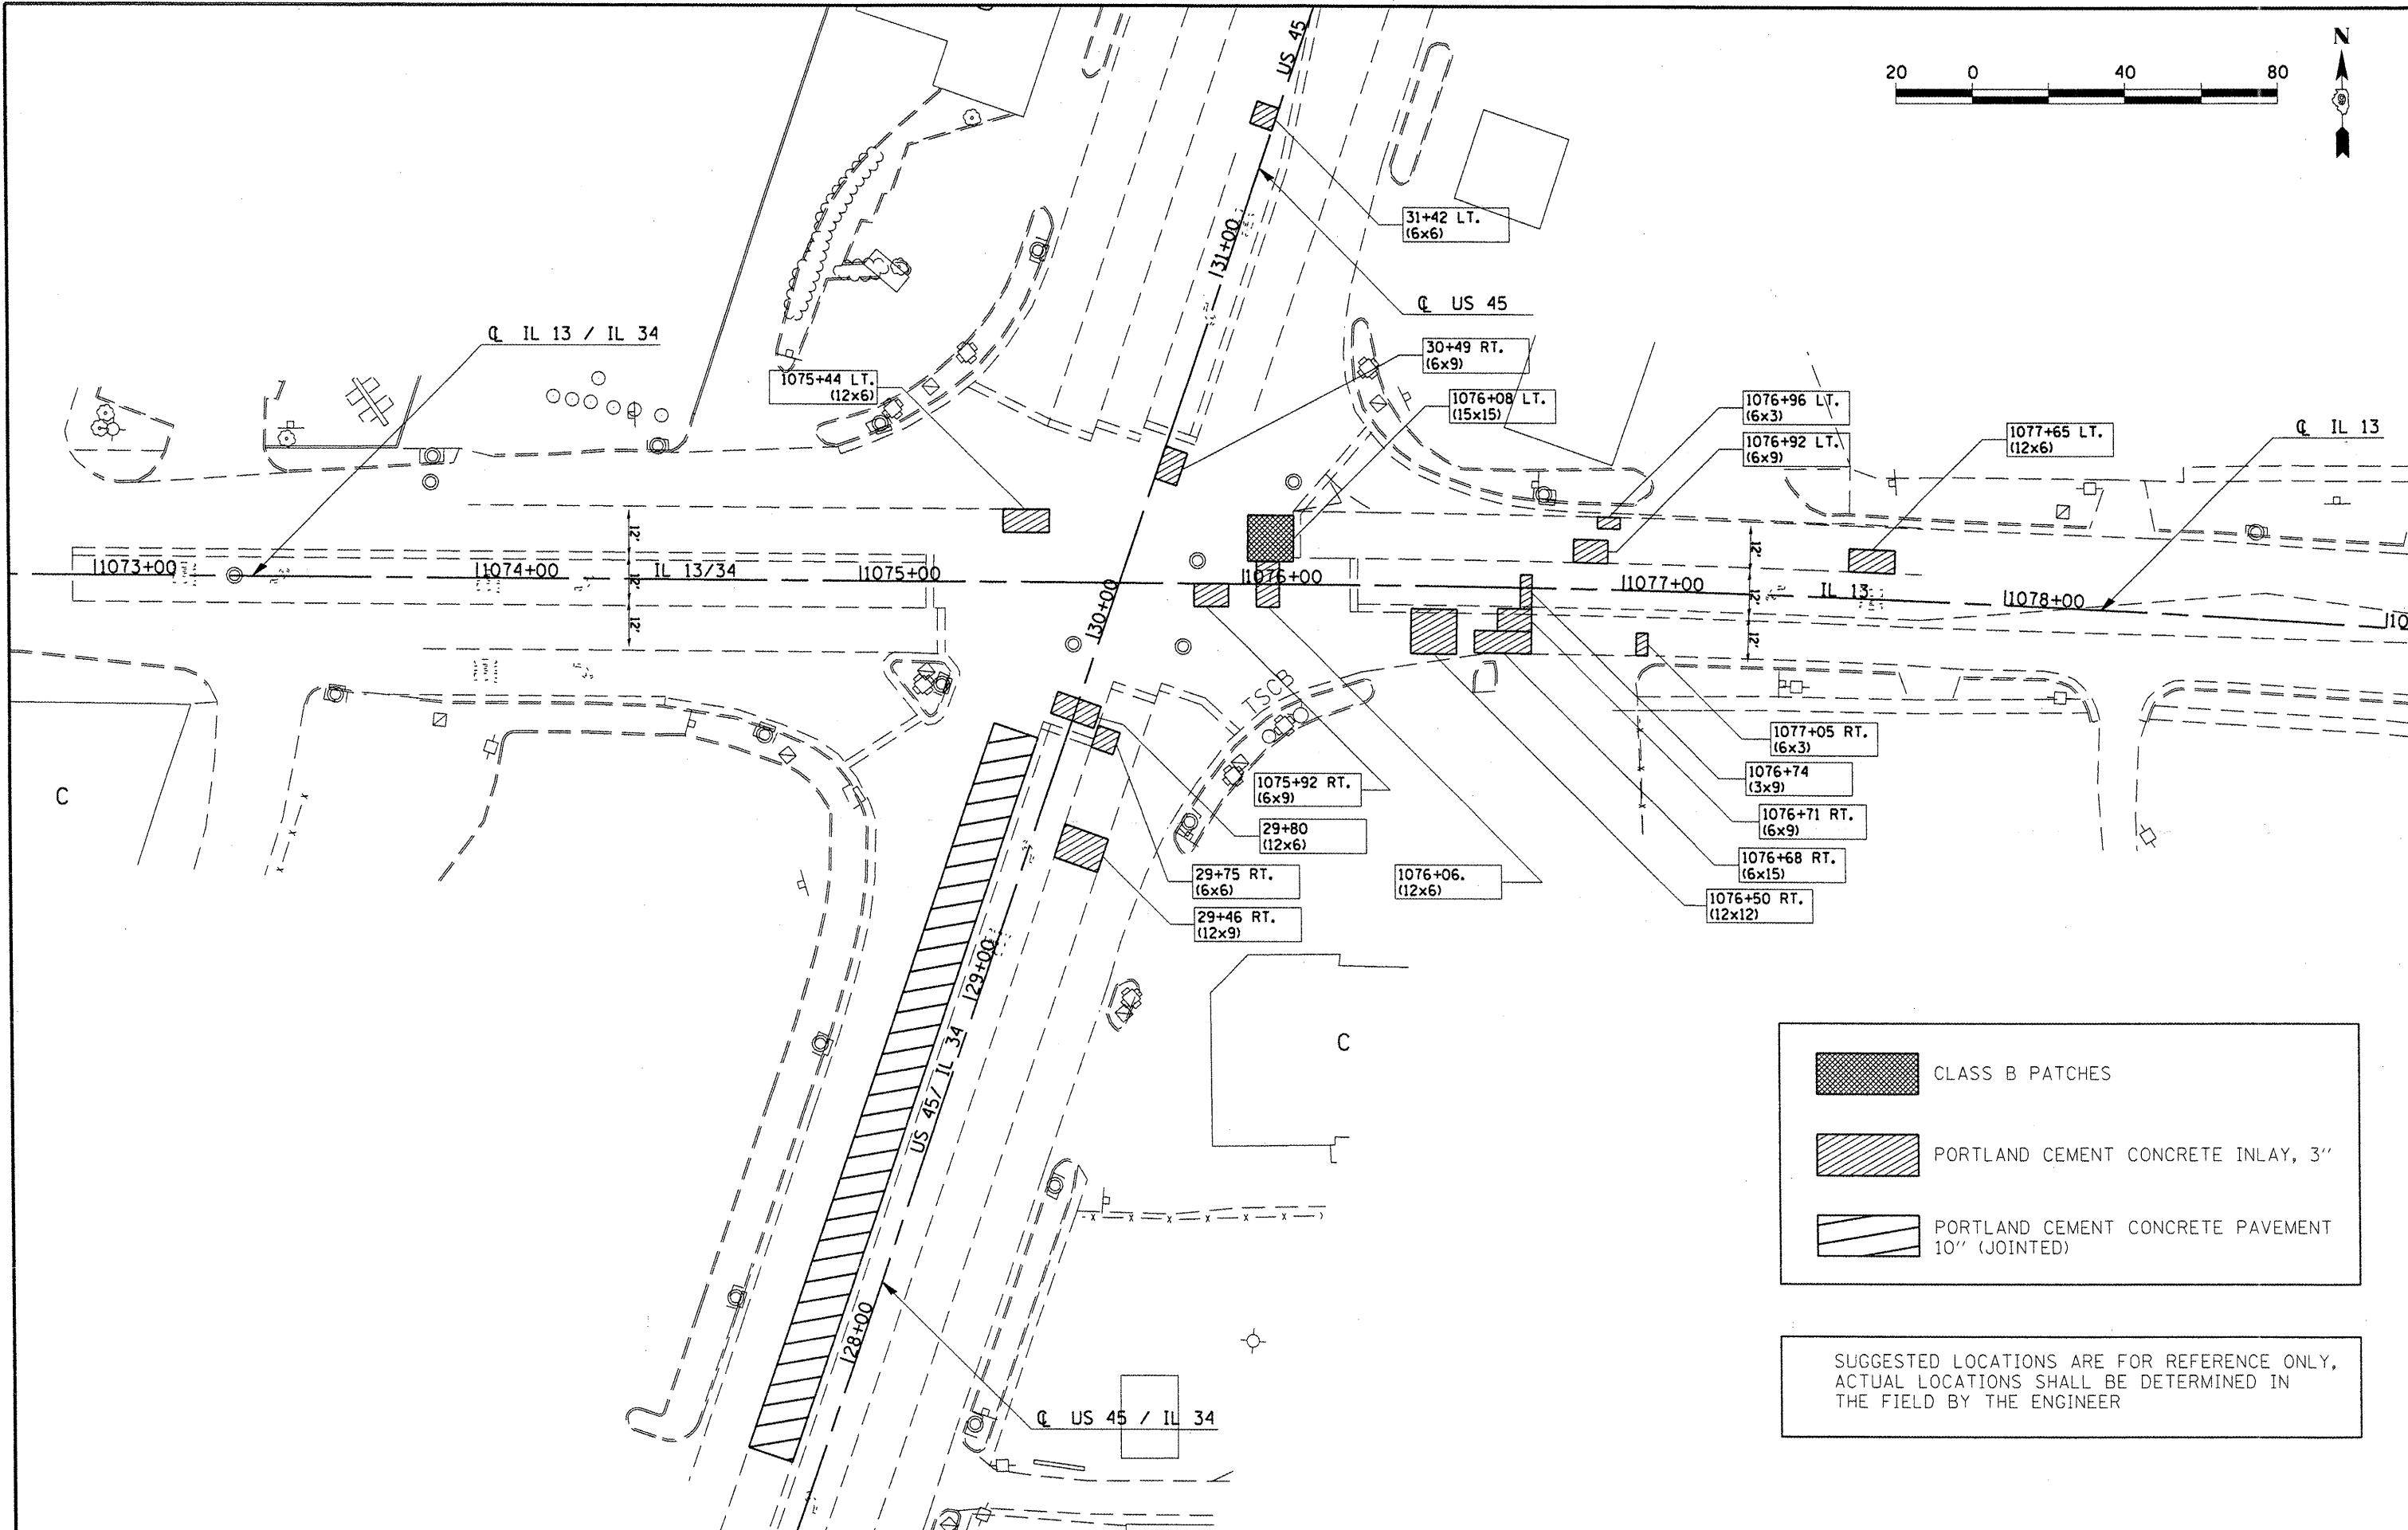 US 45
N
20 0 40 80
31+42 LT.
(6x6)
131+00
℄ US 45
℄ IL 13 / IL 34
30+49 RT.
(6x9)
1075+44 LT.
(12x6)
1076+08 LT.
(15x15)
1076+96 LT.
(6x3)
1076+92 LT.
(6x9)
1077+65 LT.
(12x6)
℄ IL 13
12'
12'
12'
12'
12'
12'
1073+00
1074+00
IL 13/34
1075+00
130+00
1076+00
1077+00
IL 13
1078+00
10
TSCB
1077+05 RT.
(6x3)
1076+74
(3x9)
1075+92 RT.
(6x9)
1076+71 RT.
(6x9)
29+80
(12x6)
1076+68 RT.
(6x15)
29+75 RT.
(6x6)
1076+06.
(12x6)
1076+50 RT.
(12x12)
29+46 RT.
(12x9)
C
129+00
US 45/ IL 34
C
128+00
℄ US 45 / IL 34
CLASS B PATCHES
PORTLAND CEMENT CONCRETE INLAY, 3''
PORTLAND CEMENT CONCRETE PAVEMENT
10'' (JOINTED)
SUGGESTED LOCATIONS ARE FOR REFERENCE ONLY,
ACTUAL LOCATIONS SHALL BE DETERMINED IN
THE FIELD BY THE ENGINEER